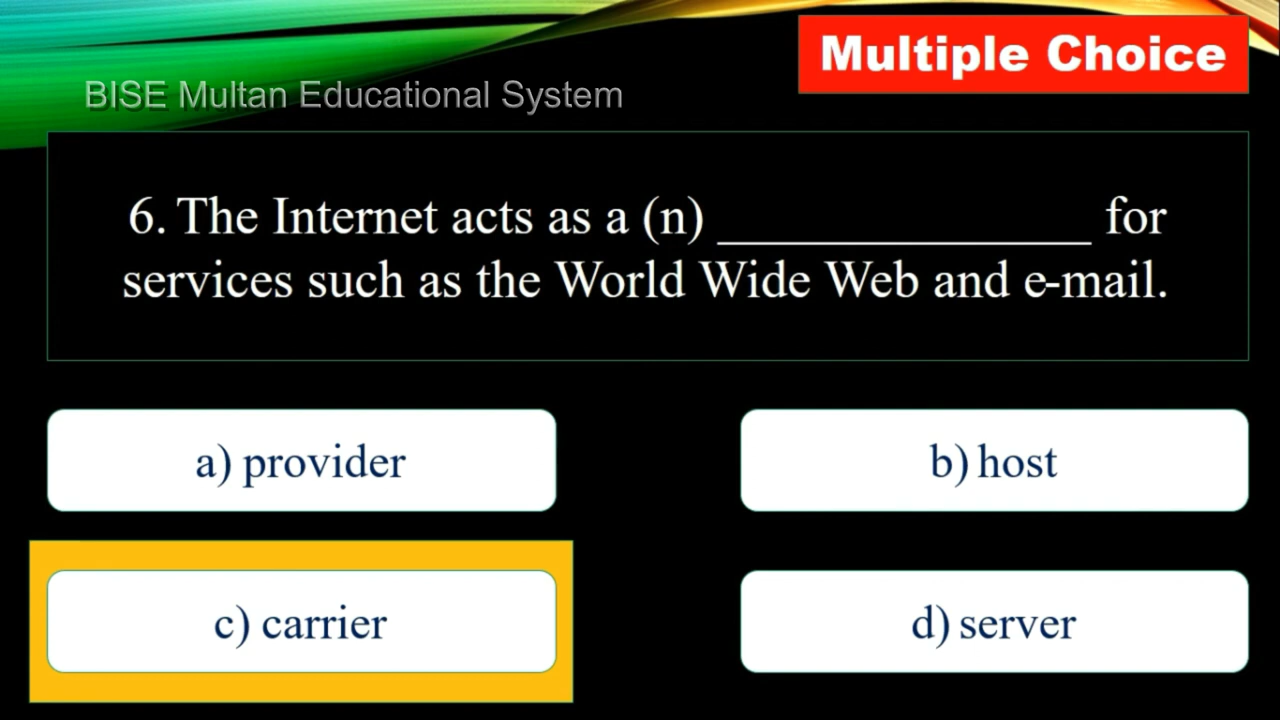 Multiple Choice
BISE Multan Educational System
6. The Internet acts as a (n) _______________ for
services such as the World Wide Web and e-mail.
a) provider
b) host
c) carrier
d) server